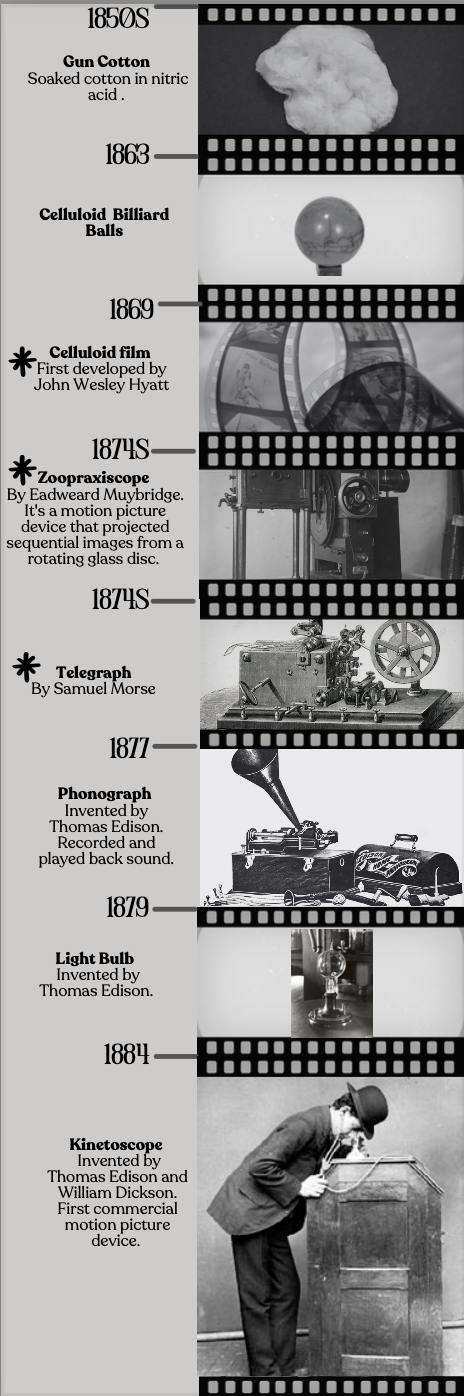 1850S
Gun Cotton
Soaked cotton in nitric
acid .
1863
Celluloid Billiard
Balls
1869
Celluloid film
First developed by
John Wesley Hyatt
1874S
Zoopraxiscope
By Eadweard Muybridge.
It's a motion picture
device that projected
sequential images from a
rotating glass disc.
1874S
Telegraph
By Samuel Morse
1877
Phonograph
Invented by
Thomas Edison.
Recorded and
played back sound.
1879
Light Bulb
Invented by
Thomas Edison.
1884
Kinetoscope
Invented by
Thomas Edison and
William Dickson.
First commercial
motion picture
device.